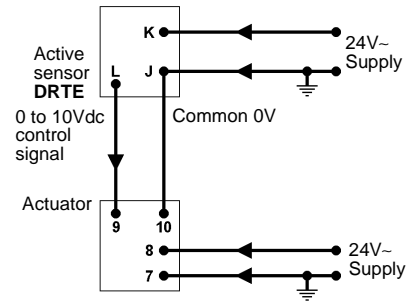 K
24V~
Supply
Active
sensor
DRTE
L
J
0 to 10Vdc
control
signal
Common 0V
Actuator
9
10
8
24V~
Supply
7